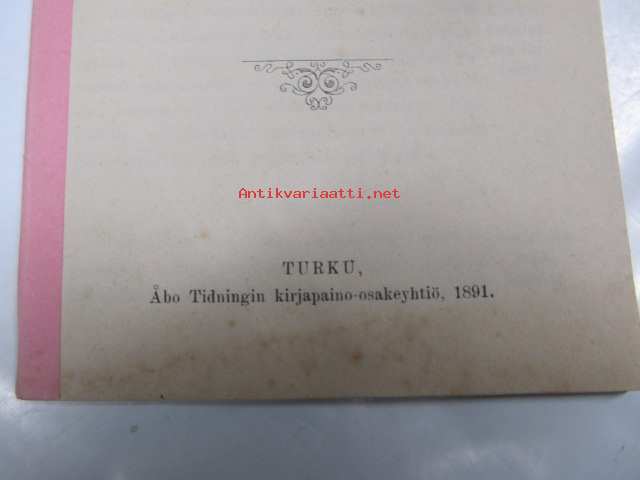 Antikvariaatti.net
TURKU,
Åbo Tidningin kirjapaino-osakeyhtiö, 1891.